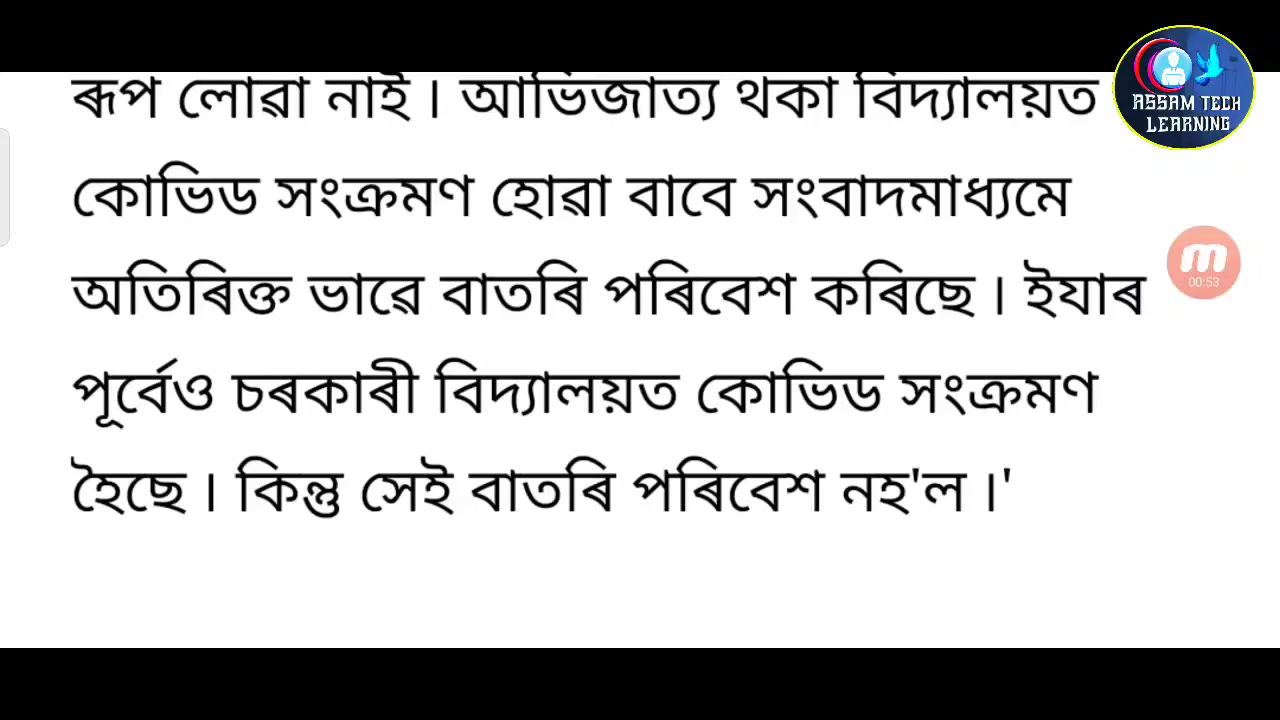 ৰূপ লোৱা নাই । আভিজাত্য থকা বিদ্যালয়ত
কোভিড সংক্ৰমণ হোৱা বাবে সংবাদমাধ্যমে
অতিৰিক্ত ভাৱে বাতৰি পৰিবেশ কৰিছে । ইযাৰ
পূৰ্বেও চৰকাৰী বিদ্যালয়ত কোভিড সংক্ৰমণ
হৈছে । কিন্তু সেই বাতৰি পৰিবেশ নহ'ল ।'
ASSAM TECH
LEARNING
00:53